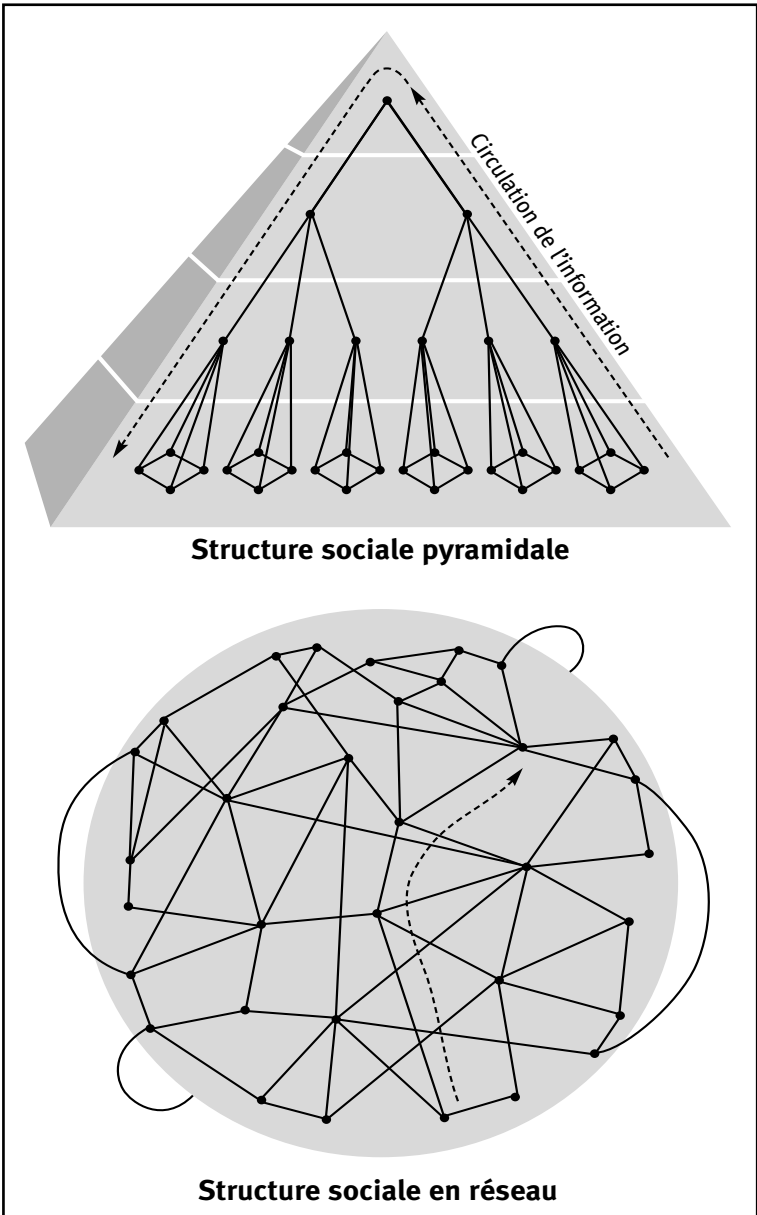 Circulation de l'information
Structure sociale pyramidale
Structure sociale en réseau